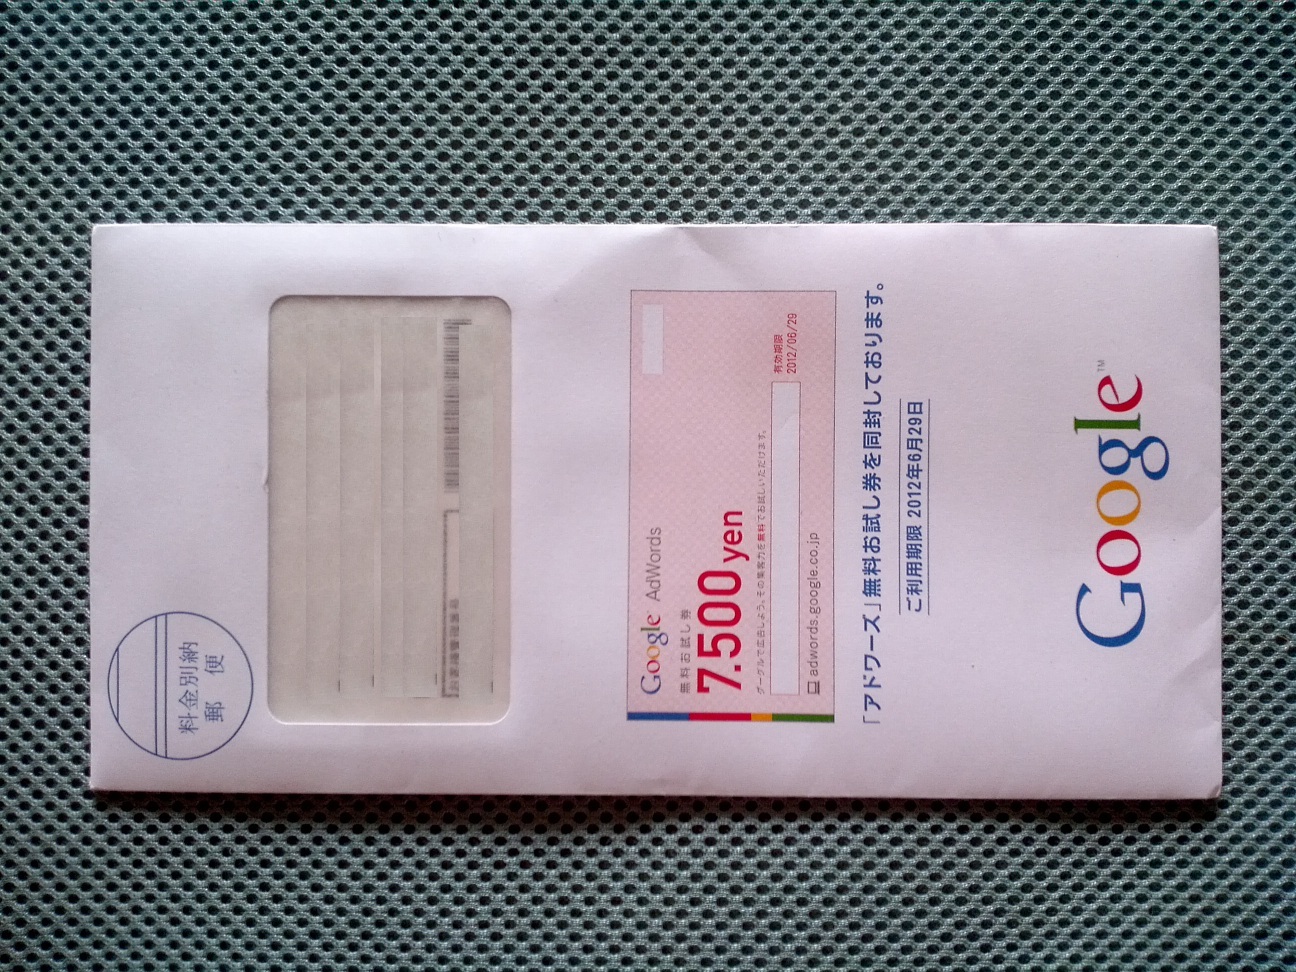 料金別納
郵便
Google AdWords
無料お試し券
7,500 yen
グーグルで広告しよう。その集客力を無料でお試しいただけます。
有効期限
2012/06/29
adwords.google.co.jp
「アドワーズ」無料お試し券を同封しております。
ご利用期限 2012年6月29日
Google™